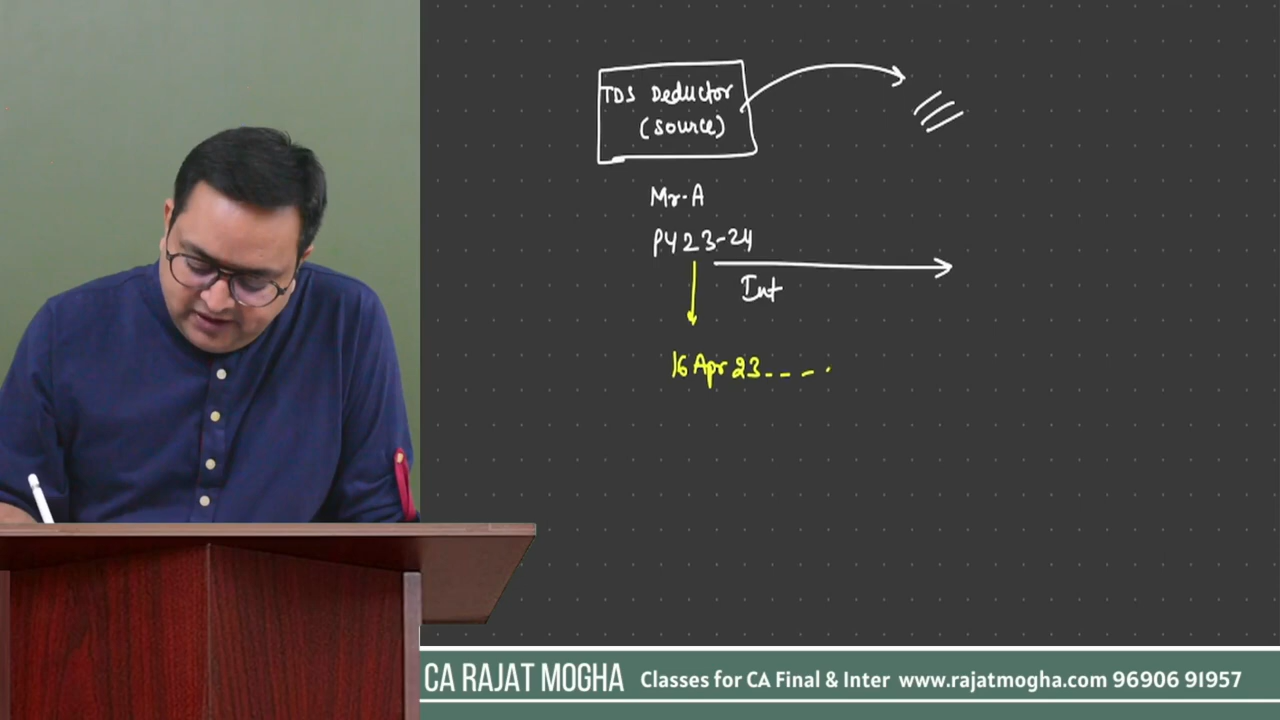 TDS Deductor
(Source)
Mr. A
PY 23-24
Int
16 Apr 23
CA RAJAT MOGHA Classes for CA Final & Inter www.rajatmogha.com 96906 91957